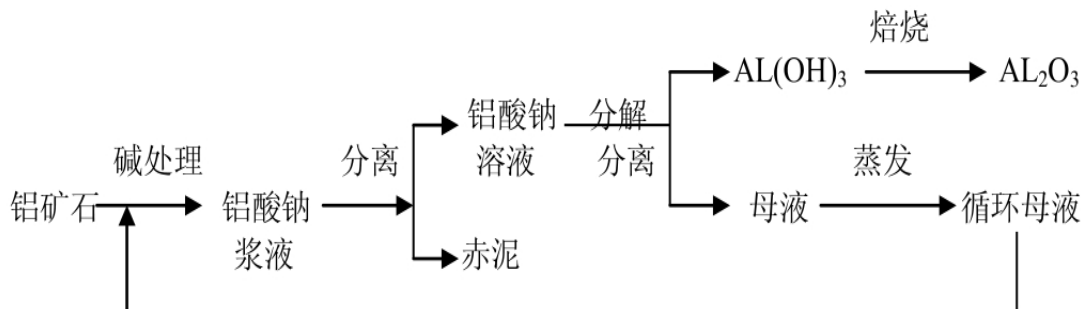 焙烧
AL(OH)₃
AL₂O₃
铝酸钠
溶液
分解
分离
碱处理
分离
蒸发
铝矿石
铝酸钠
浆液
母液
循环母液
赤泥